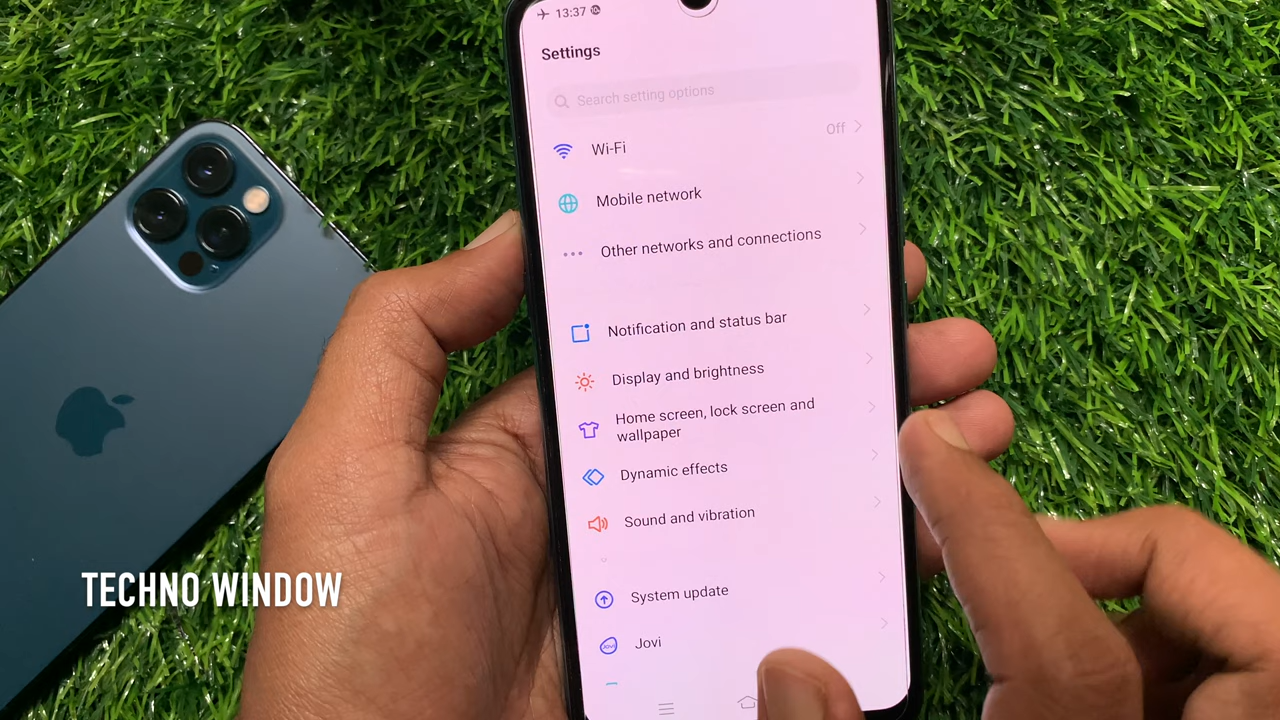 13:37
Settings
Search setting options
Wi-Fi
Off
Mobile network
Other networks and connections
Notification and status bar
Display and brightness
Home screen, lock screen and
wallpaper
Dynamic effects
Sound and vibration
System update
Jovi
TECHNO WINDOW